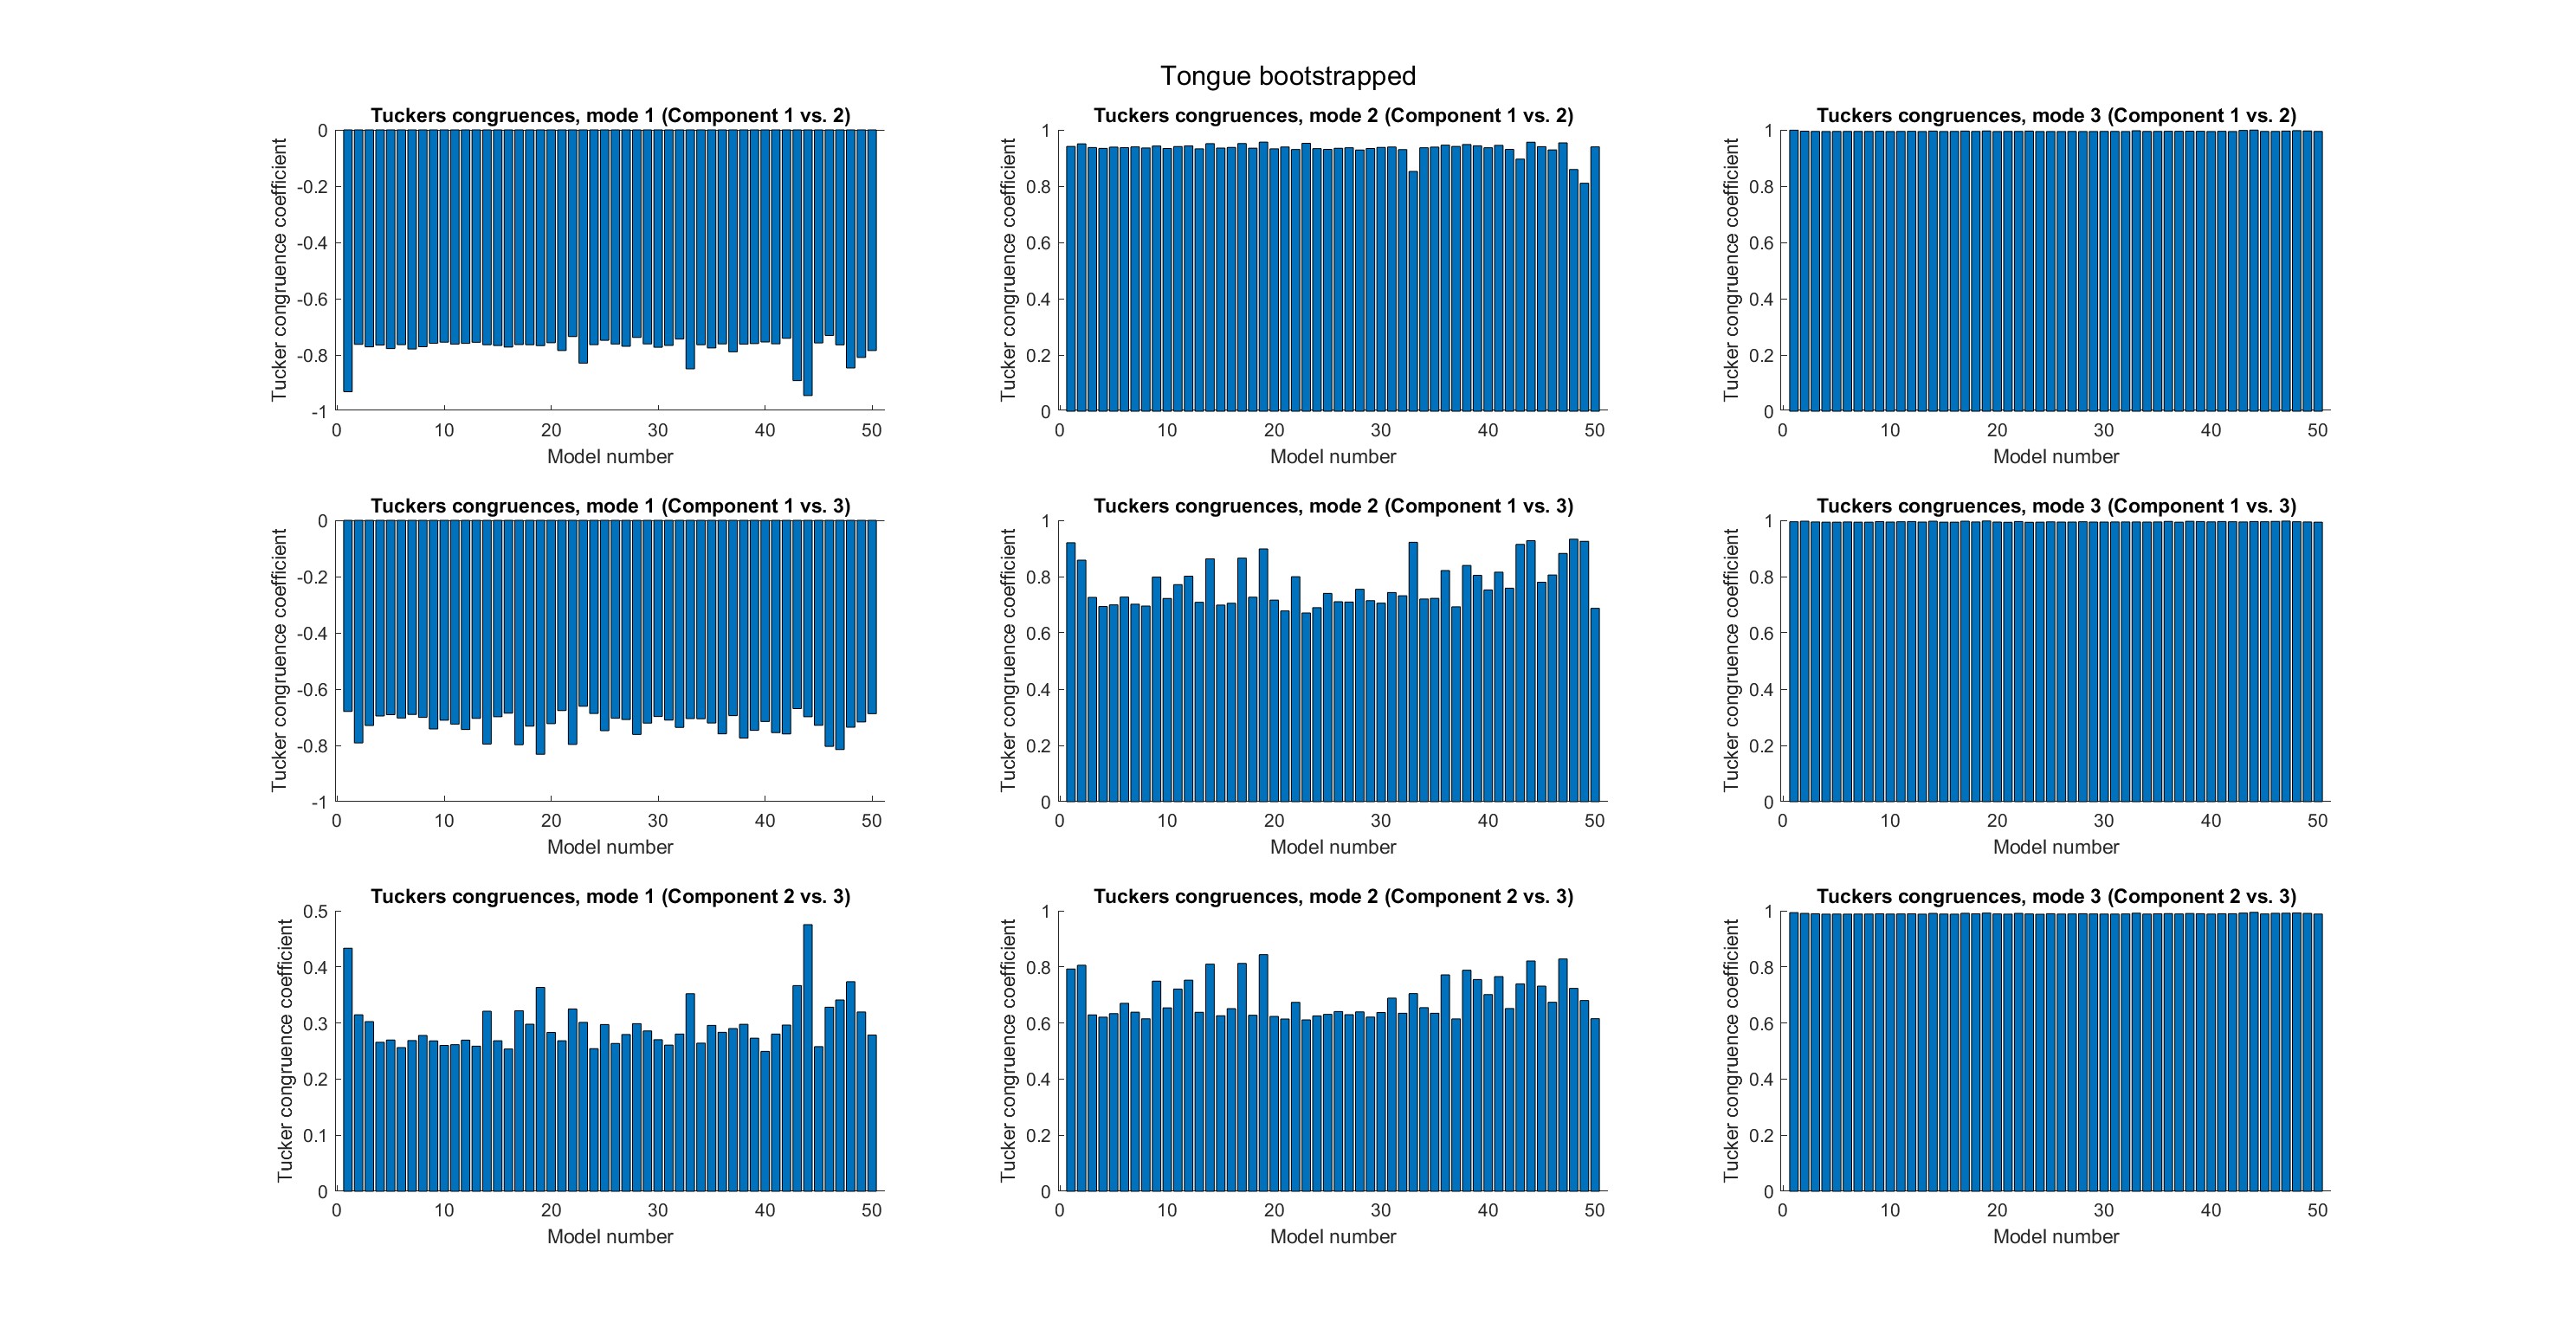 Tongue bootstrapped
Tuckers congruences, mode 1 (Component 1 vs. 2)
Tucker congruence coefficient
0
-0.2
-0.4
-0.6
-0.8
-1
0 10 20 30 40 50
Model number
Tuckers congruences, mode 2 (Component 1 vs. 2)
Tucker congruence coefficient
1
0.8
0.6
0.4
0.2
0
0 10 20 30 40 50
Model number
Tuckers congruences, mode 3 (Component 1 vs. 2)
Tucker congruence coefficient
1
0.8
0.6
0.4
0.2
0
0 10 20 30 40 50
Model number
Tuckers congruences, mode 1 (Component 1 vs. 3)
Tucker congruence coefficient
0
-0.2
-0.4
-0.6
-0.8
-1
0 10 20 30 40 50
Model number
Tuckers congruences, mode 2 (Component 1 vs. 3)
Tucker congruence coefficient
1
0.8
0.6
0.4
0.2
0
0 10 20 30 40 50
Model number
Tuckers congruences, mode 3 (Component 1 vs. 3)
Tucker congruence coefficient
1
0.8
0.6
0.4
0.2
0
0 10 20 30 40 50
Model number
Tuckers congruences, mode 1 (Component 2 vs. 3)
Tucker congruence coefficient
0.5
0.4
0.3
0.2
0.1
0
0 10 20 30 40 50
Model number
Tuckers congruences, mode 2 (Component 2 vs. 3)
Tucker congruence coefficient
1
0.8
0.6
0.4
0.2
0
0 10 20 30 40 50
Model number
Tuckers congruences, mode 3 (Component 2 vs. 3)
Tucker congruence coefficient
1
0.8
0.6
0.4
0.2
0
0 10 20 30 40 50
Model number